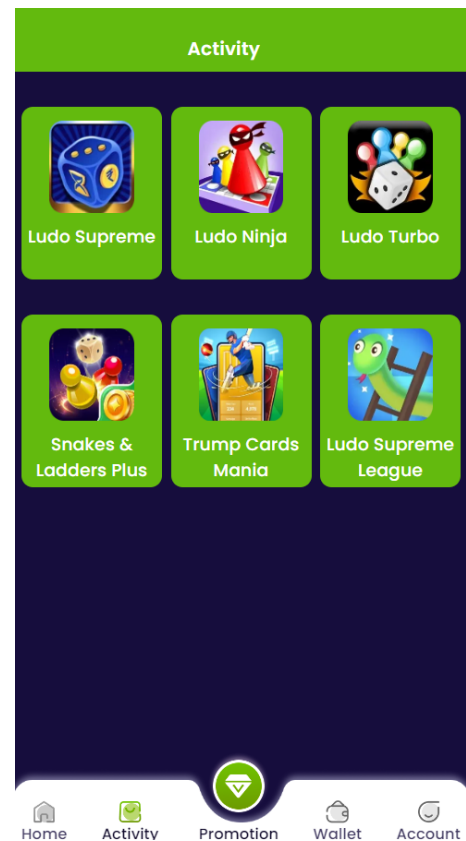 Activity
Ludo Supreme
Ludo Ninja
Ludo Turbo
Snakes &
Ladders Plus
Trump Cards
Mania
Ludo Supreme
League
Home
Activity
Promotion
Wallet
Account